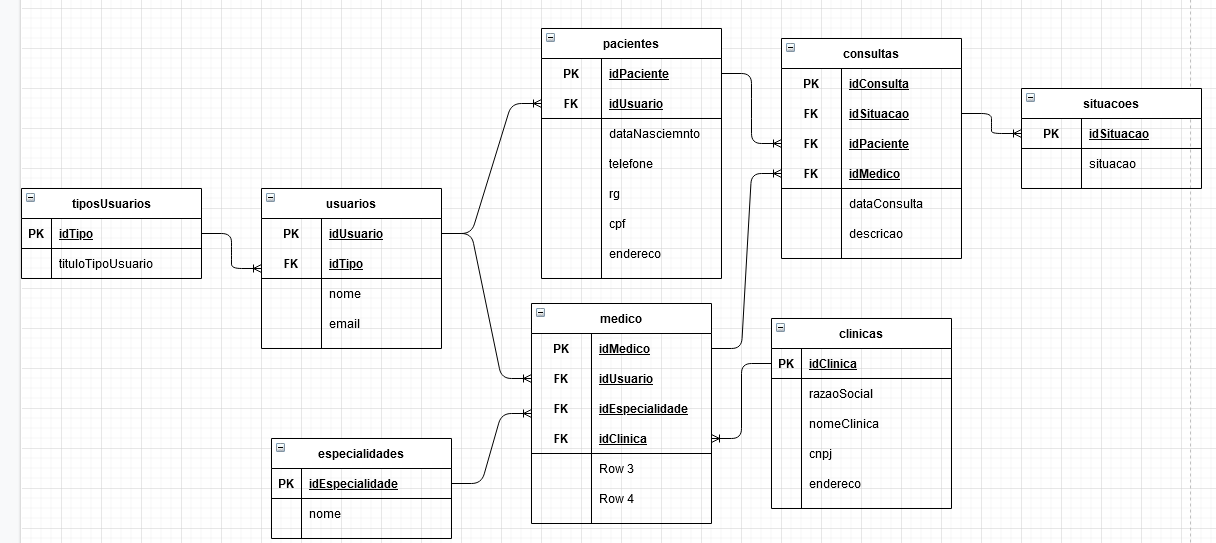 tiposUsuarios
PK idTipo
tituloTipoUsuario
usuarios
PK idUsuario
FK idTipo
nome
email
pacientes
PK idPaciente
FK idUsuario
dataNasciemnto
telefone
rg
cpf
endereco
consultas
PK idConsulta
FK idSituacao
FK idPaciente
FK idMedico
dataConsulta
descricao
situacoes
PK idSituacao
situacao
especialidades
PK idEspecialidade
nome
medico
PK idMedico
FK idUsuario
FK idEspecialidade
FK idClinica
Row 3
Row 4
clinicas
PK idClinica
razaoSocial
nomeClinica
cnpj
endereco